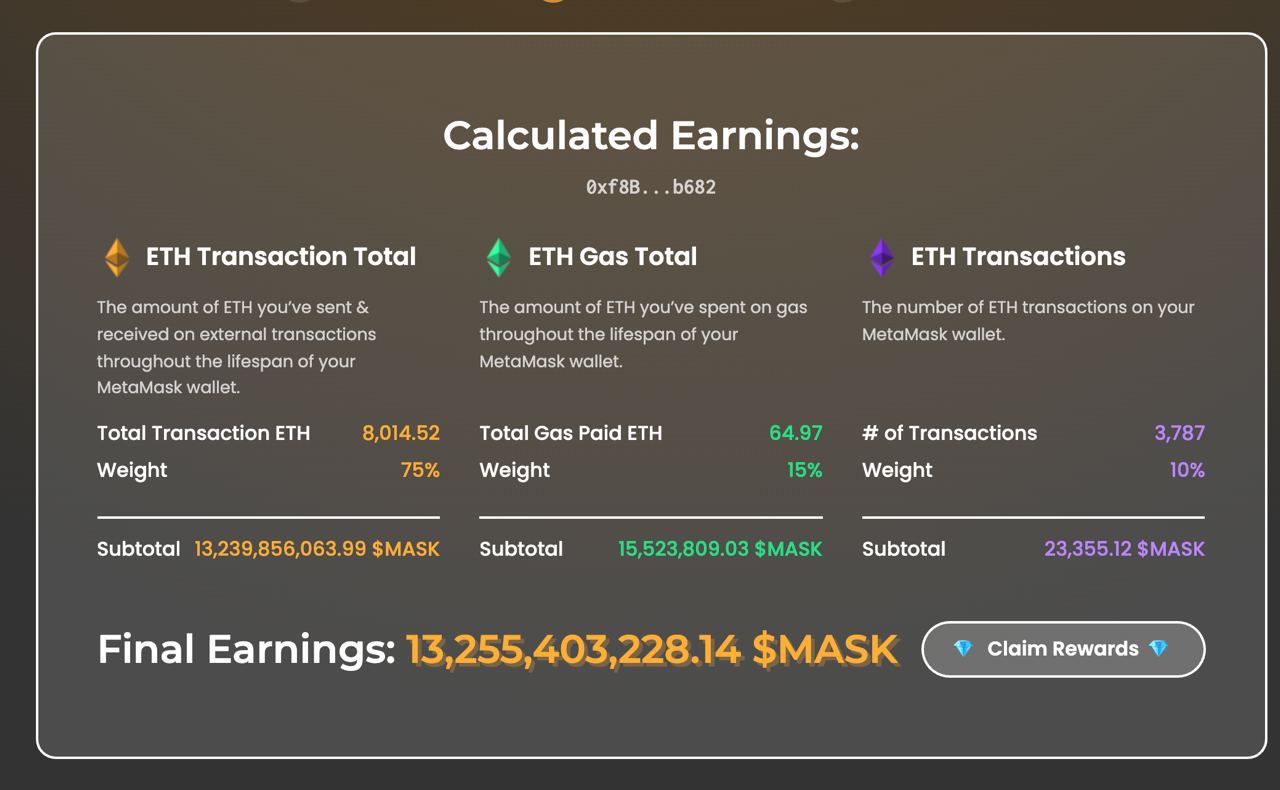 Calculated Earnings:
0xf8B...b682
ETH Transaction Total
The amount of ETH you’ve sent &
received on external transactions
throughout the lifespan of your
MetaMask wallet.
Total Transaction ETH 8,014.52
Weight 75%
Subtotal 13,239,856,063.99 $MASK
ETH Gas Total
The amount of ETH you’ve spent on gas
throughout the lifespan of your
MetaMask wallet.
Total Gas Paid ETH 64.97
Weight 15%
Subtotal 15,523,809.03 $MASK
ETH Transactions
The number of ETH transactions on your
MetaMask wallet.
# of Transactions 3,787
Weight 10%
Subtotal 23,355.12 $MASK
Final Earnings: 13,255,403,228.14 $MASK
Claim Rewards